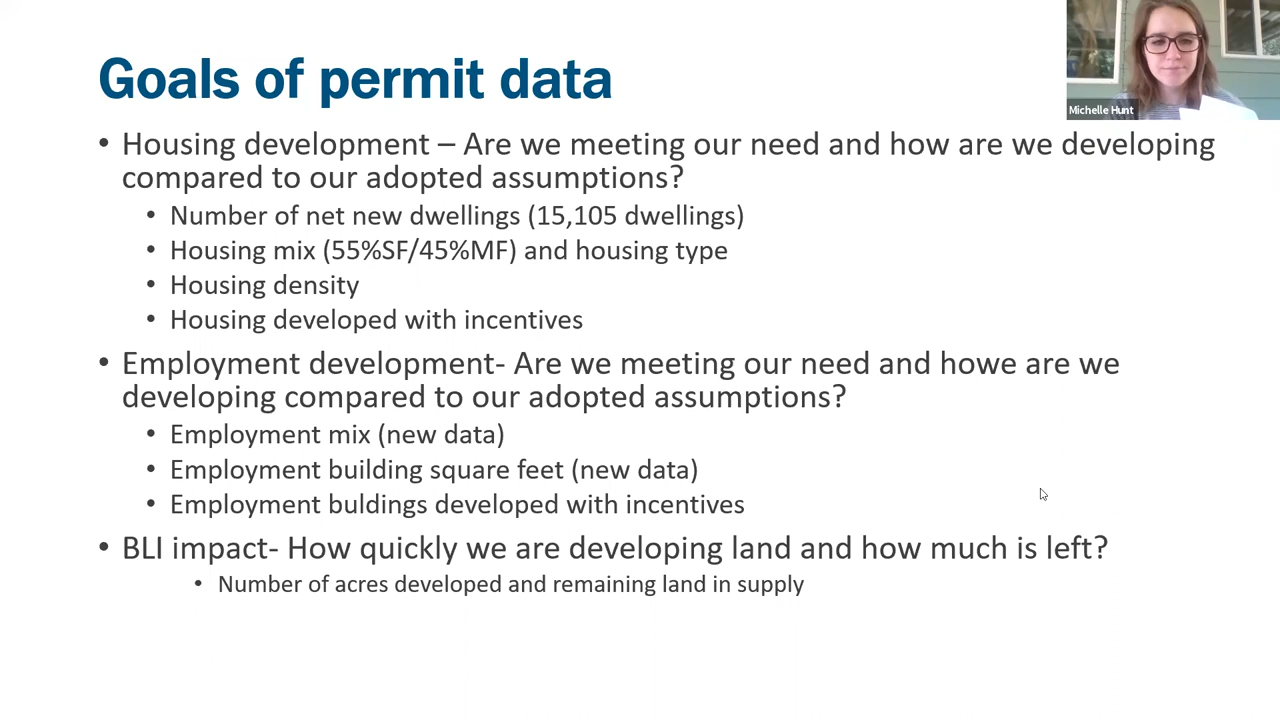 Goals of permit data
Michelle Hunt
• Housing development – Are we meeting our need and how are we developing
compared to our adopted assumptions?
• Number of net new dwellings (15,105 dwellings)
• Housing mix (55%SF/45%MF) and housing type
• Housing density
• Housing developed with incentives
• Employment development- Are we meeting our need and howe are we
developing compared to our adopted assumptions?
• Employment mix (new data)
• Employment building square feet (new data)
• Employment buldings developed with incentives
• BLI impact- How quickly we are developing land and how much is left?
• Number of acres developed and remaining land in supply